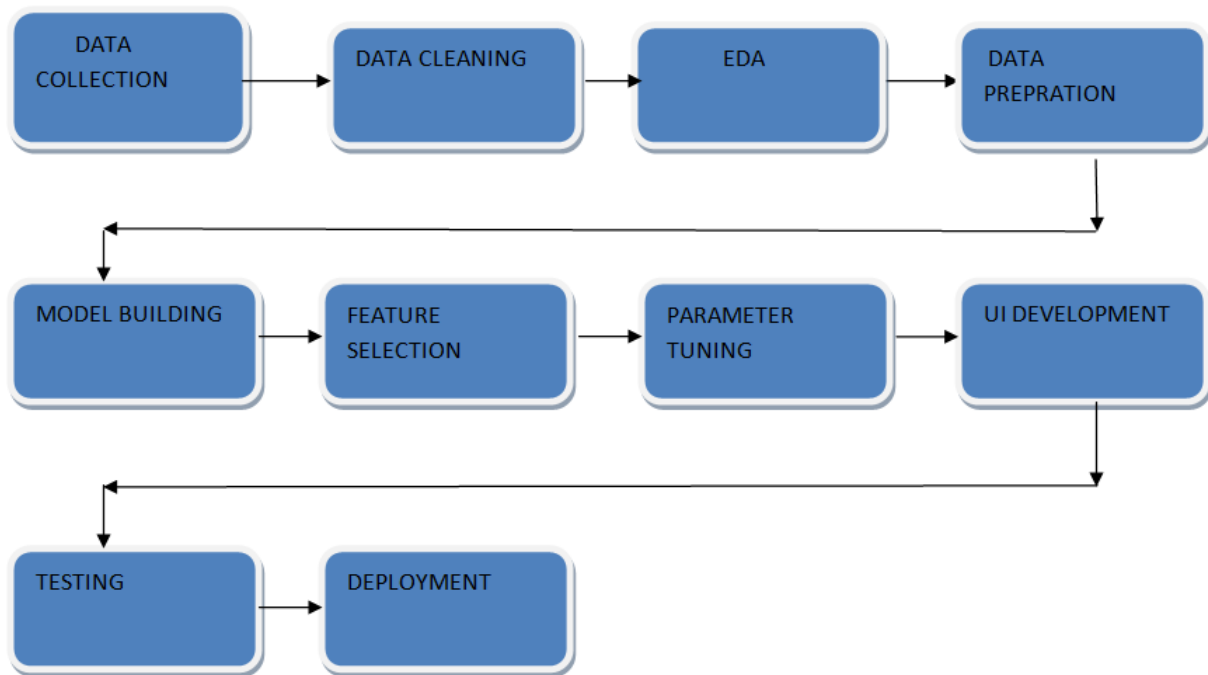 DATA
COLLECTION
DATA CLEANING
EDA
DATA
PREPRATION
MODEL BUILDING
FEATURE
SELECTION
PARAMETER
TUNING
UI DEVELOPMENT
TESTING
DEPLOYMENT